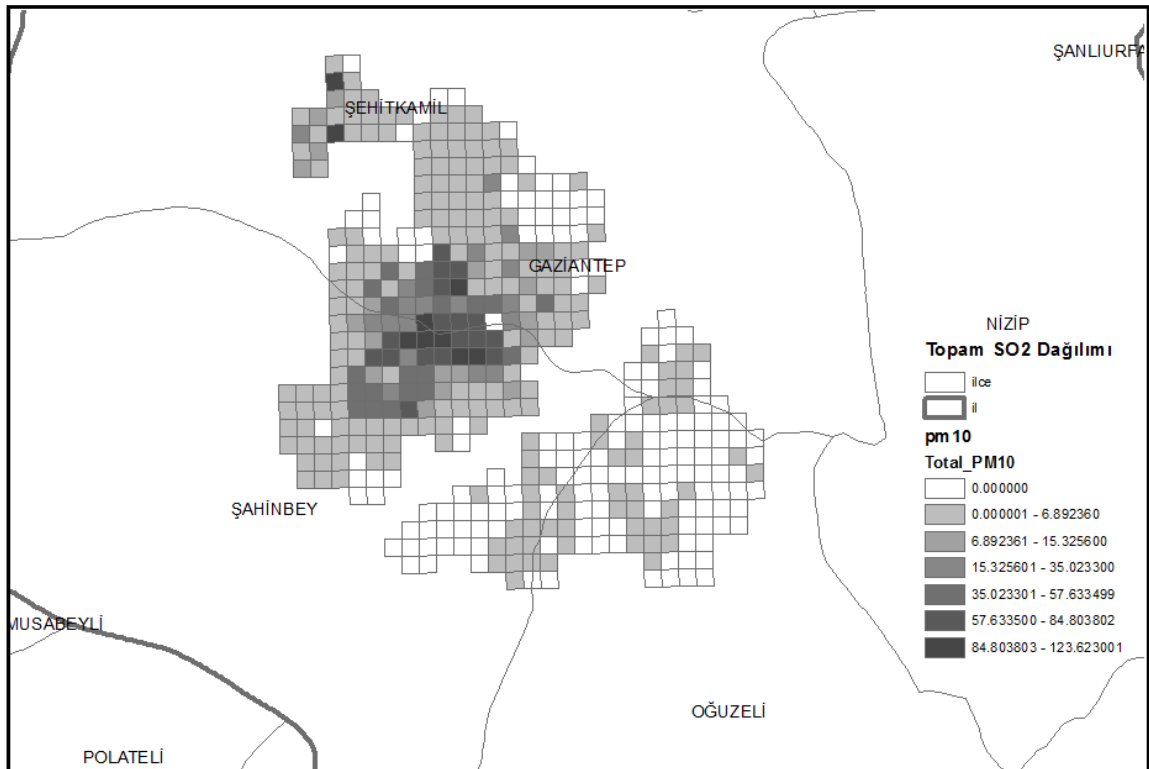 ŞANLIURFA
ŞEHİTKAMİL
GAZİANTEP
NİZİP
Topam SO2 Dağılımı
ilce
il
pm10
Total_PM10
0.000000
0.000001 - 6.892360
6.892361 - 15.325600
15.325601 - 35.023300
35.023301 - 57.633499
57.633500 - 84.803802
84.803803 - 123.623001
ŞAHİNBEY
MUSABEYLİ
OĞUZELİ
POLATELİ